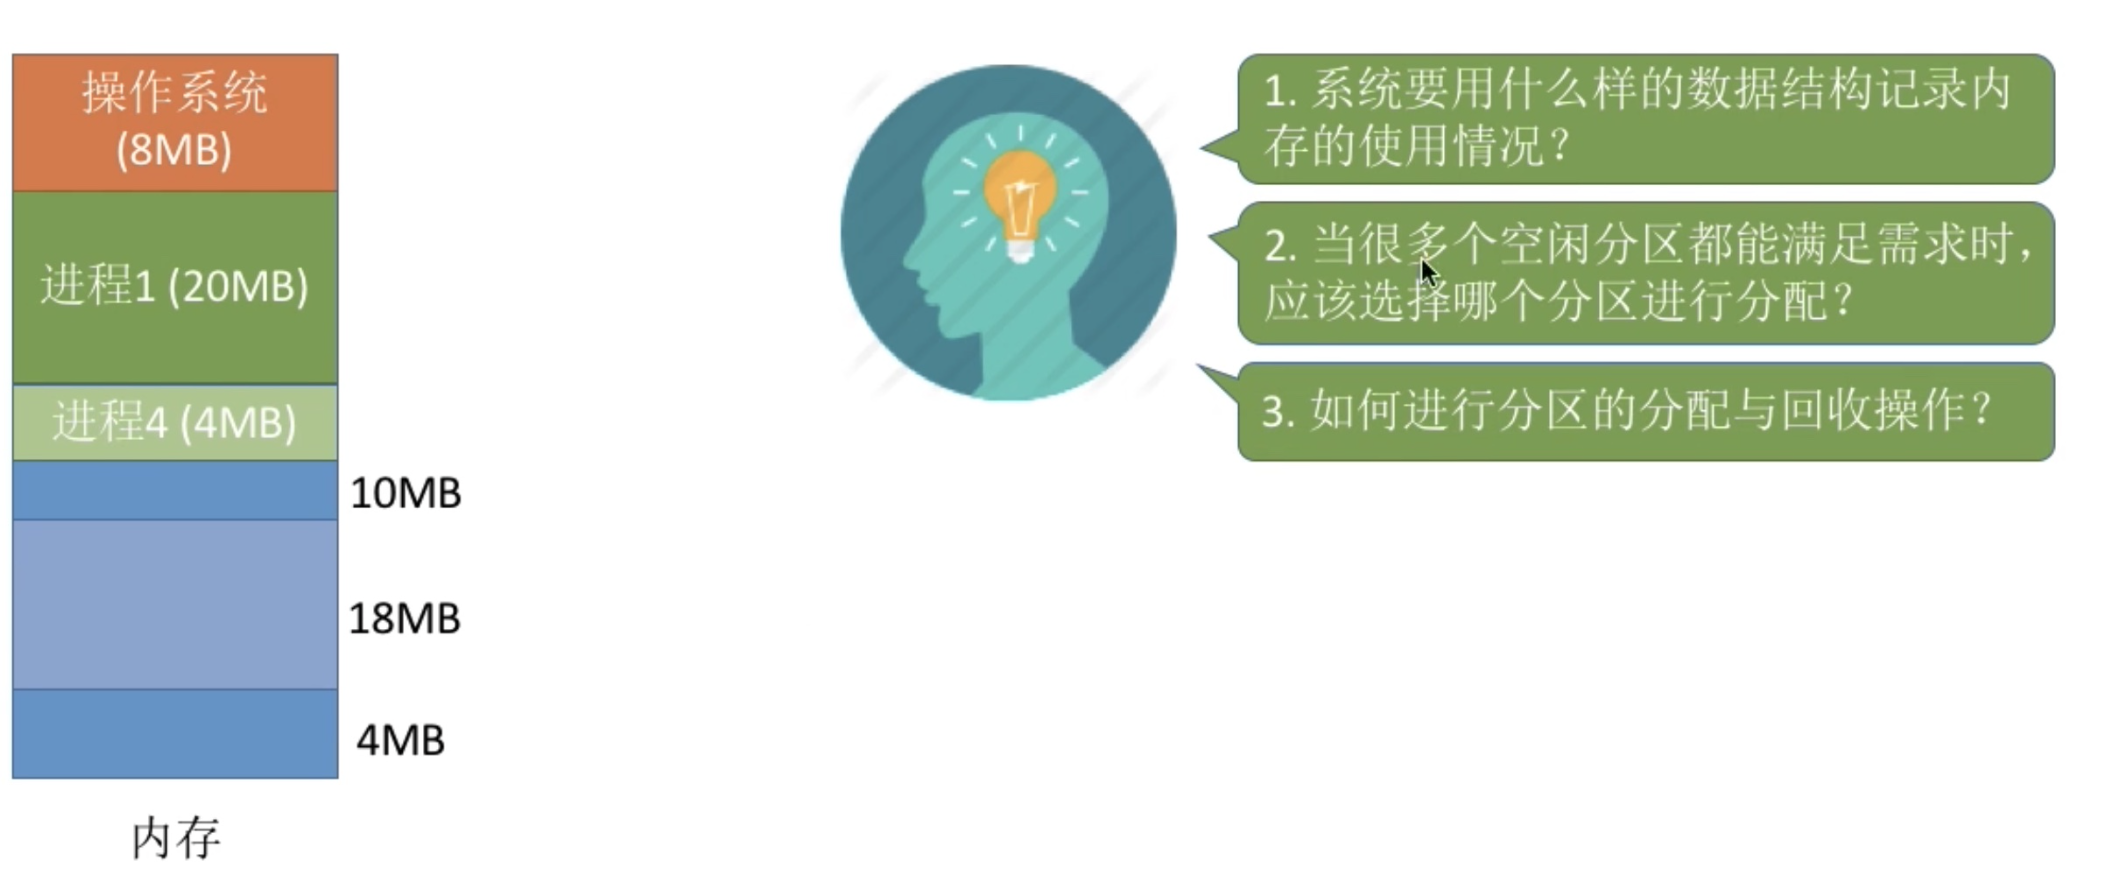 操作系统
(8MB)
进程1 (20MB)
进程4 (4MB)
10MB
18MB
4MB
内存
1. 系统要用什么样的数据结构记录内
存的使用情况?
2. 当很多个空闲分区都能满足需求时，
应该选择哪个分区进行分配?
3. 如何进行分区的分配与回收操作?